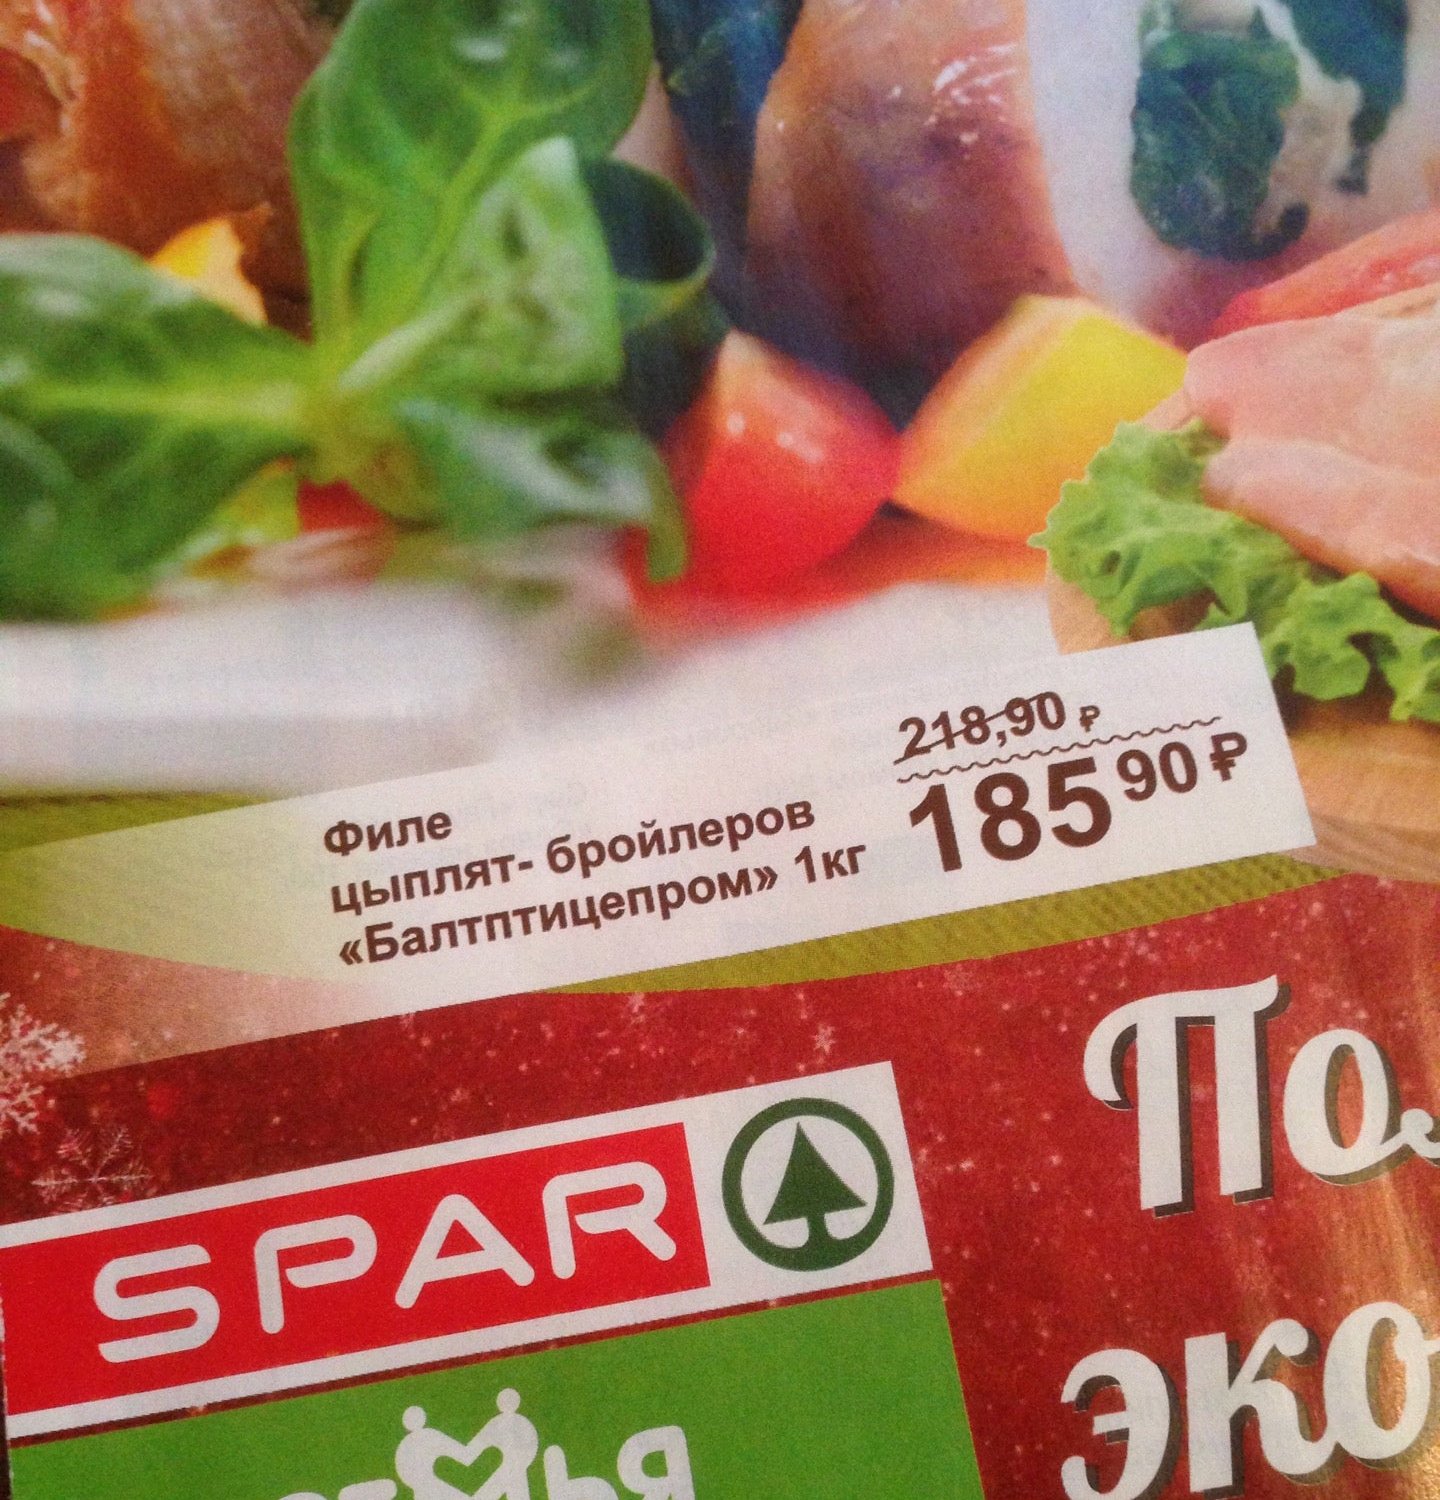 218,90 ₽
185 90 ₽
Филе
цыплят- бройлеров
«Балтптицепром» 1кг
SPAR